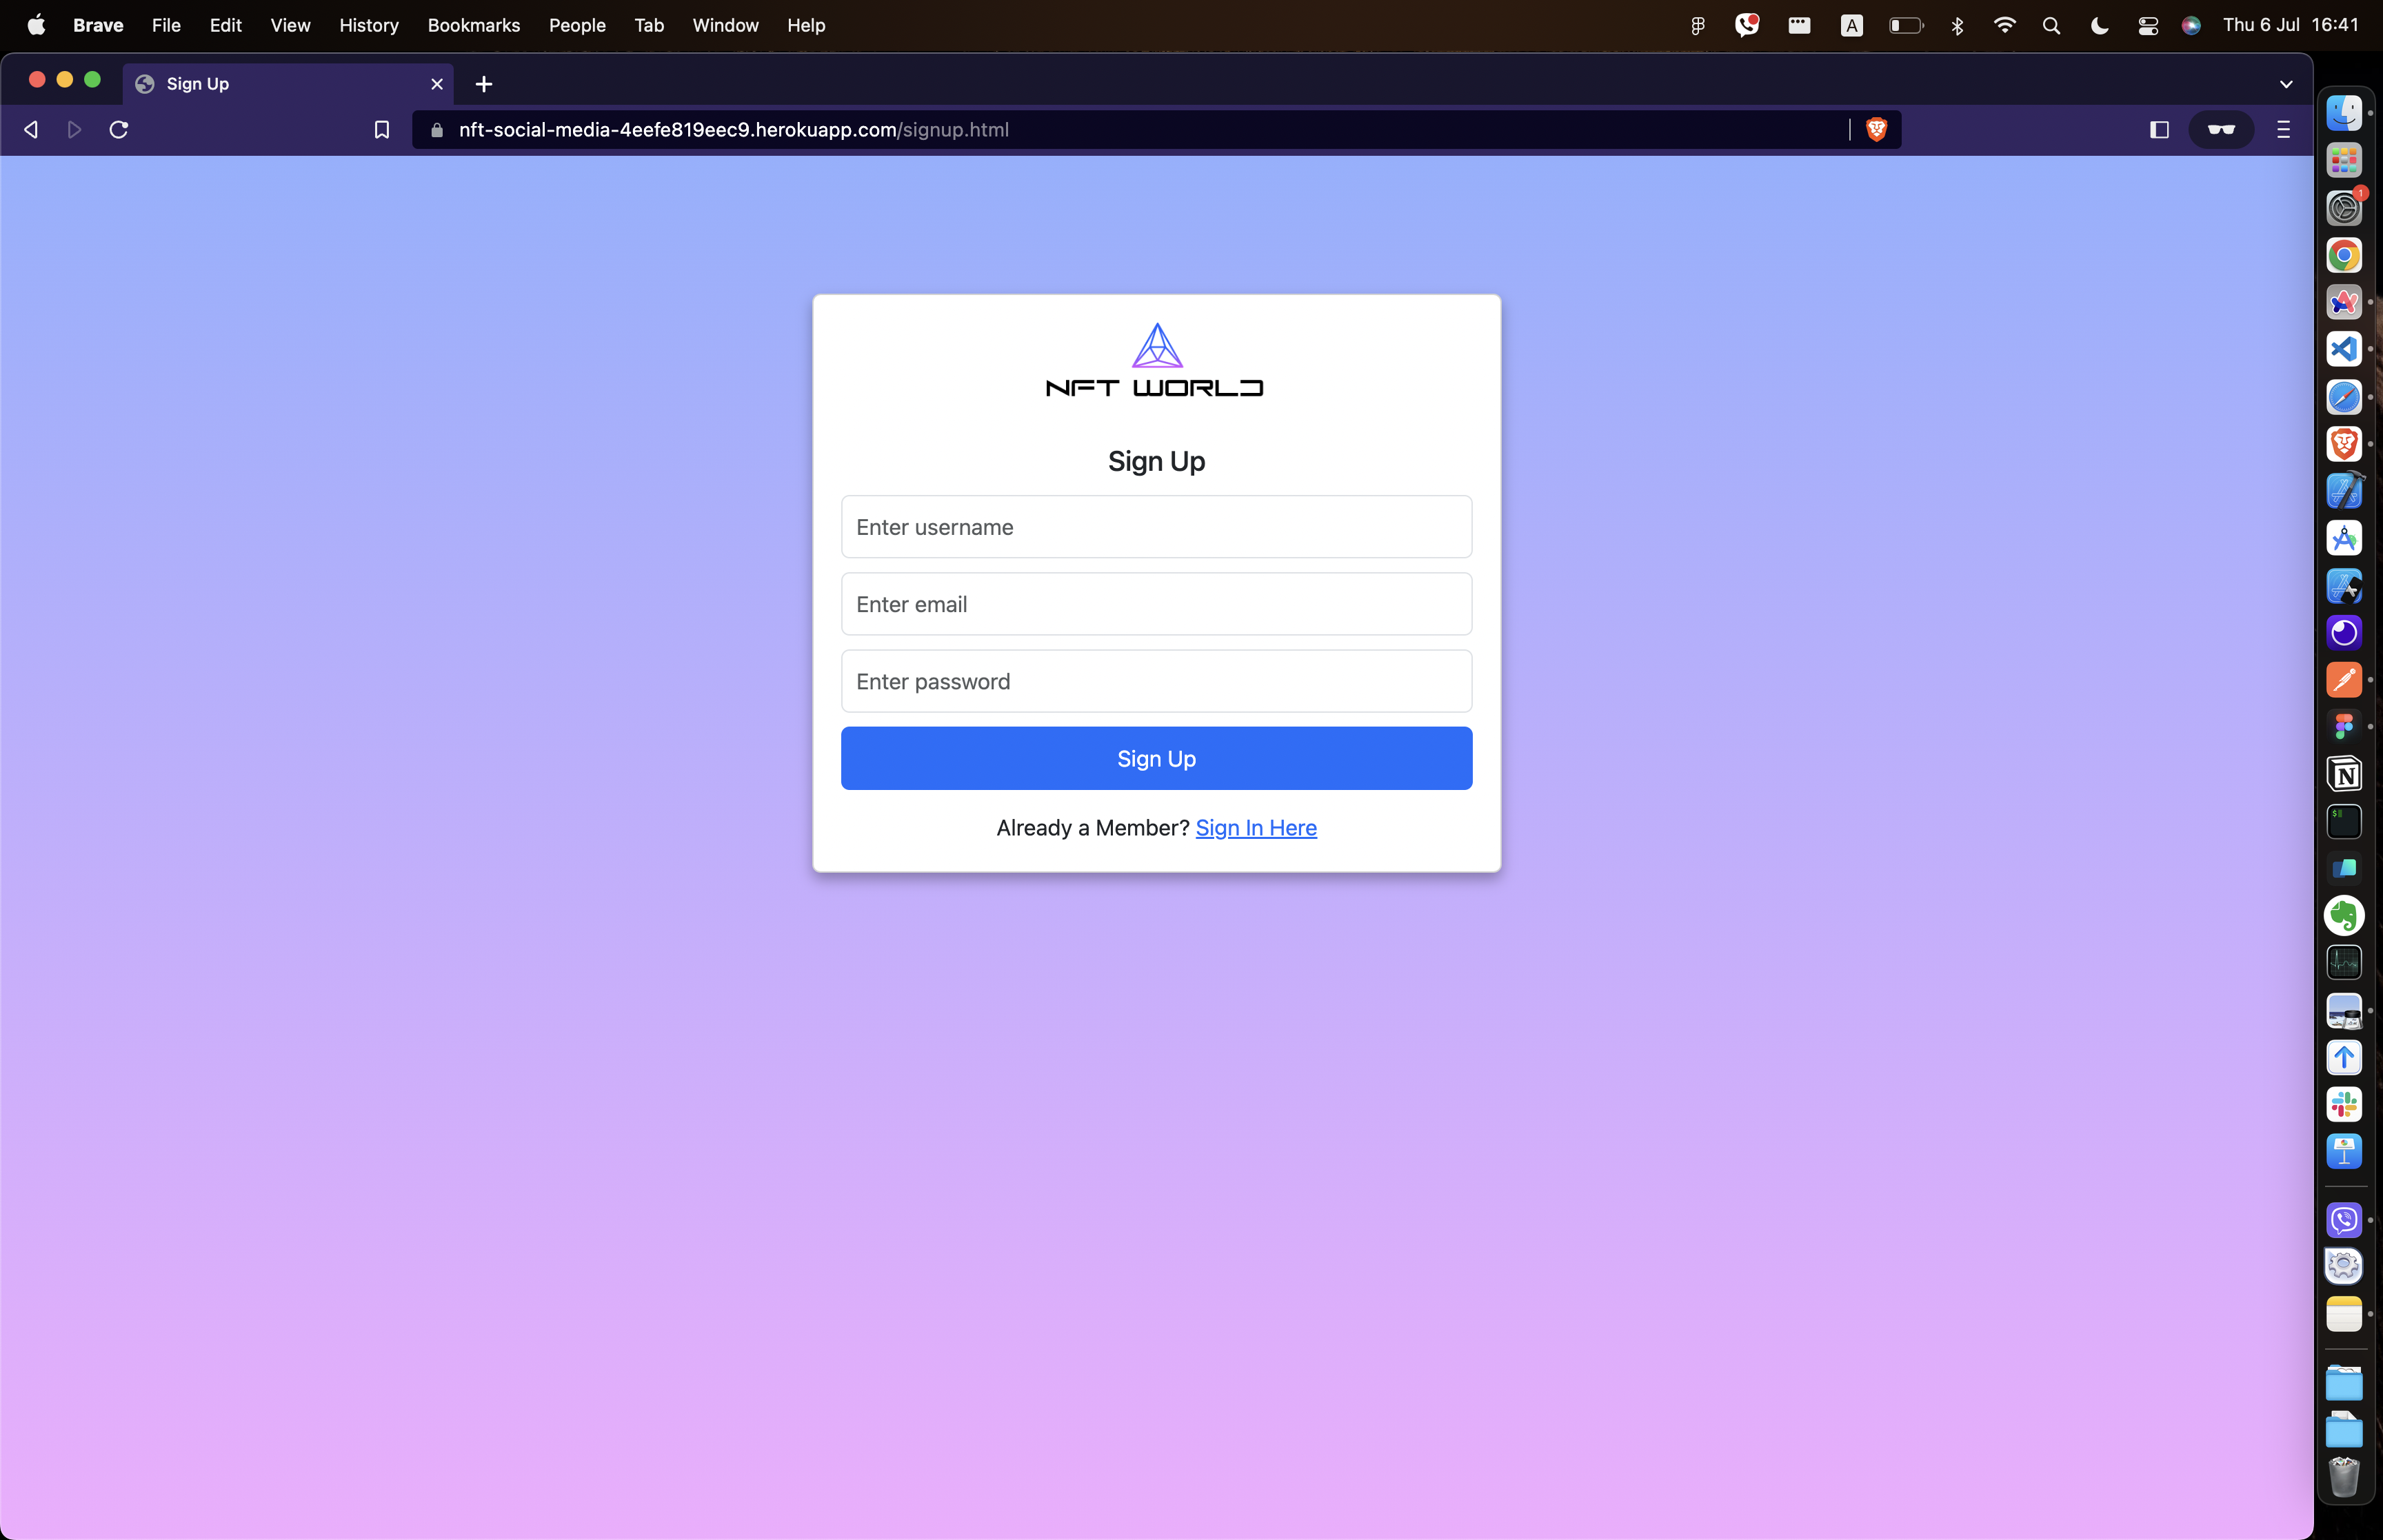 Brave File Edit View History Bookmarks People Tab Window Help A Thu 6 Jul 16:41
Sign Up
nft-social-media-4eefe819eec9.herokuapp.com/signup.html
1
NFT WORLD
Sign Up
Enter username
Enter email
Enter password
Sign Up
Already a Member? Sign In Here
N
$